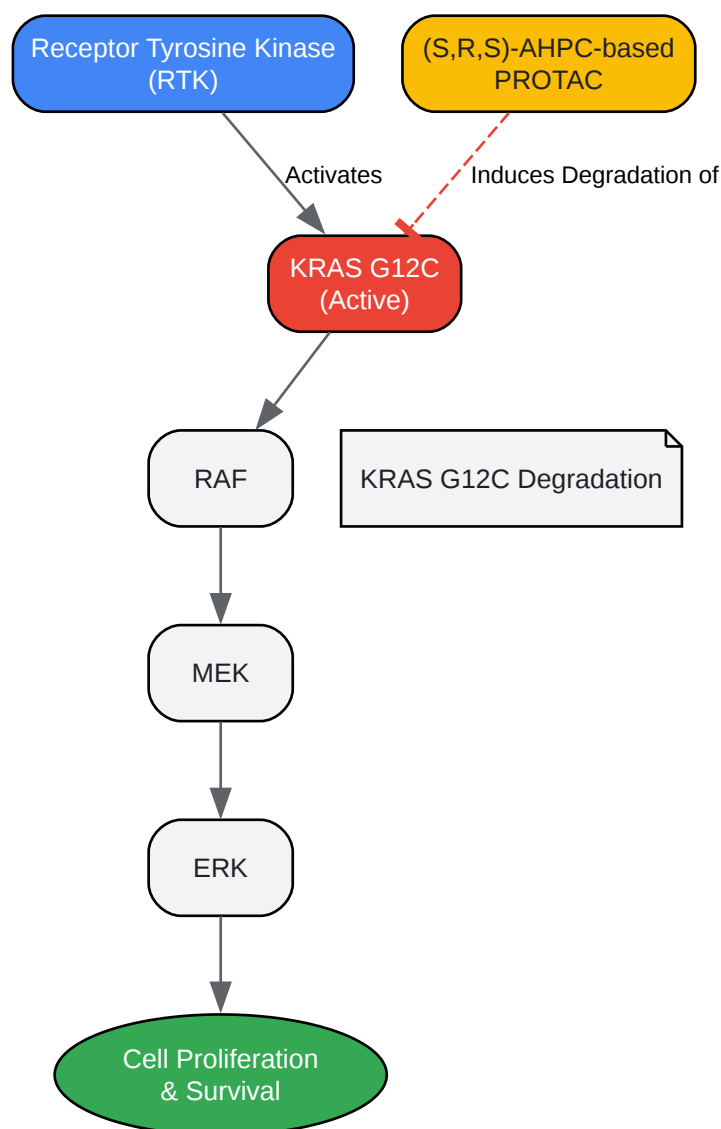 Receptor Tyrosine Kinase
(RTK)
(S,R,S)-AHPC-based
PROTAC
Activates
Induces Degradation of
KRAS G12C
(Active)
RAF
KRAS G12C Degradation
MEK
ERK
Cell Proliferation
& Survival